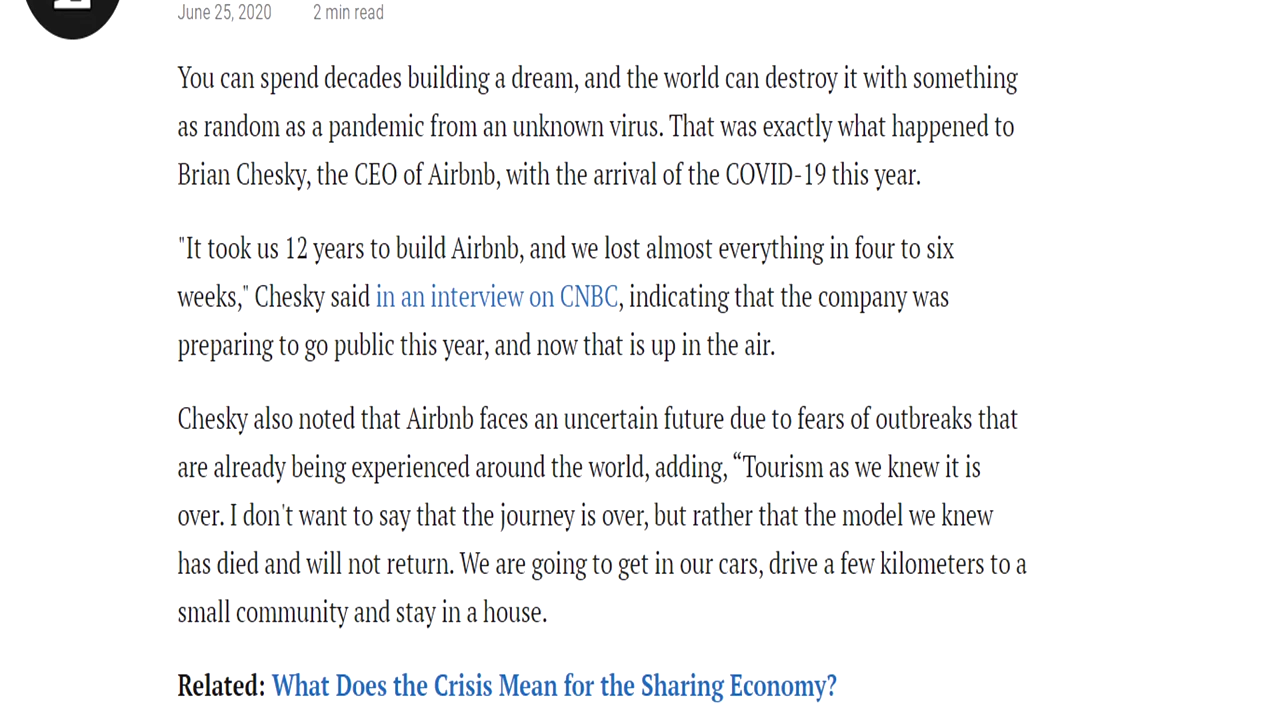 June 25, 2020 2 min read
You can spend decades building a dream, and the world can destroy it with something
as random as a pandemic from an unknown virus. That was exactly what happened to
Brian Chesky, the CEO of Airbnb, with the arrival of the COVID-19 this year.
"It took us 12 years to build Airbnb, and we lost almost everything in four to six
weeks," Chesky said in an interview on CNBC, indicating that the company was
preparing to go public this year, and now that is up in the air.
Chesky also noted that Airbnb faces an uncertain future due to fears of outbreaks that
are already being experienced around the world, adding, “Tourism as we knew it is
over. I don't want to say that the journey is over, but rather that the model we knew
has died and will not return. We are going to get in our cars, drive a few kilometers to a
small community and stay in a house.
Related: What Does the Crisis Mean for the Sharing Economy?